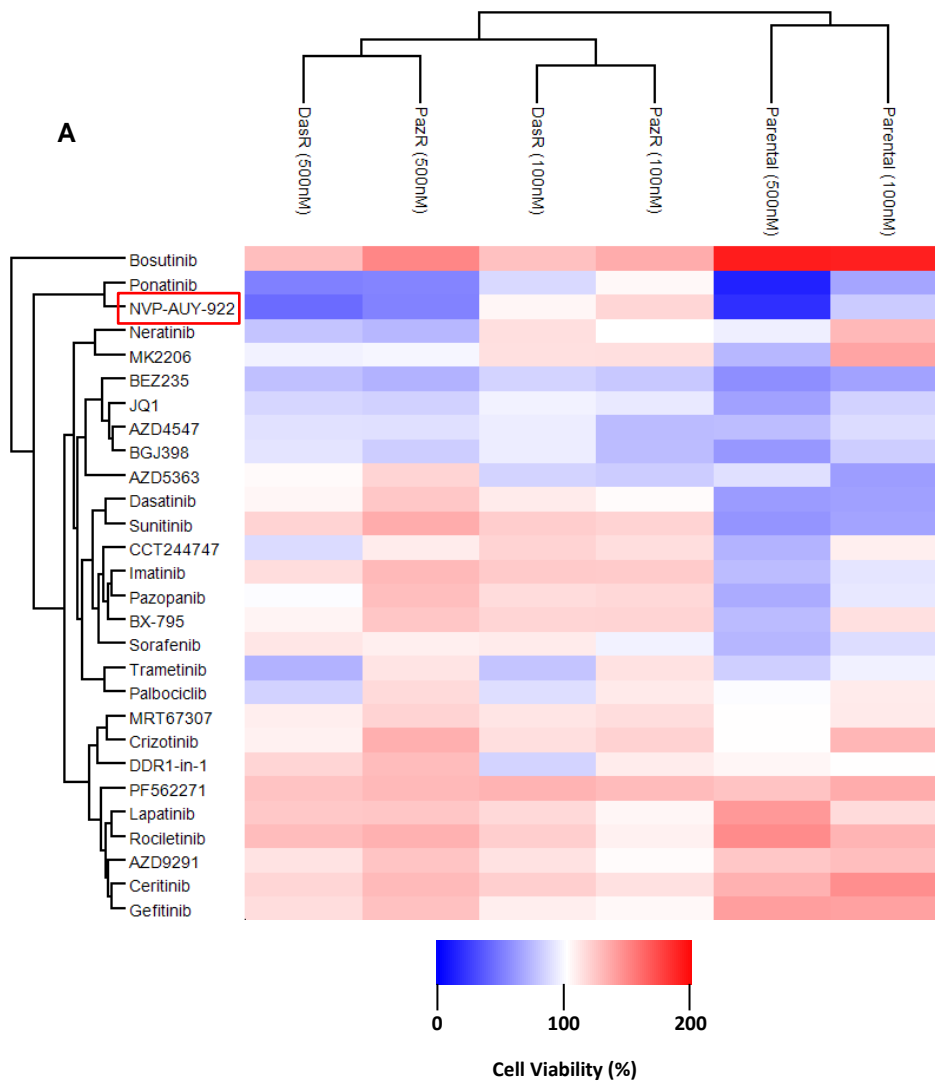 A
DasR (500nM)
PazR (500nM)
DasR (100nM)
PazR (100nM)
Parental (500nM)
Parental (100nM)
Bosutinib
Ponatinib
NVP-AUY-922
Neratinib
MK2206
BEZ235
JQ1
AZD4547
BGJ398
AZD5363
Dasatinib
Sunitinib
CCT244747
Imatinib
Pazopanib
BX-795
Sorafenib
Trametinib
Palbociclib
MRT67307
Crizotinib
DDR1-in-1
PF562271
Lapatinib
Rociletinib
AZD9291
Ceritinib
Gefitinib
0 100 200
Cell Viability (%)